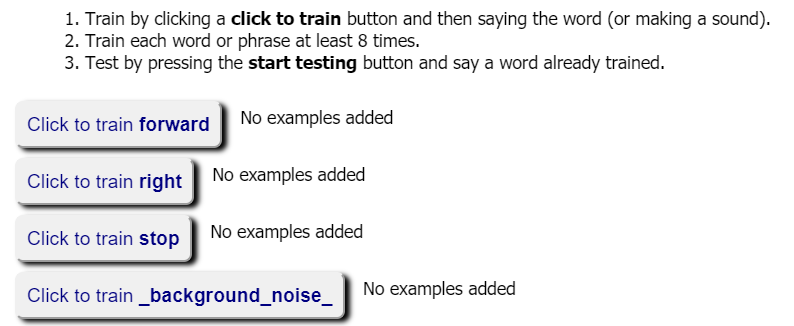 1. Train by clicking a click to train button and then saying the word (or making a sound).
2. Train each word or phrase at least 8 times.
3. Test by pressing the start testing button and say a word already trained.
Click to train forward No examples added
Click to train right No examples added
Click to train stop No examples added
Click to train _background_noise_ No examples added